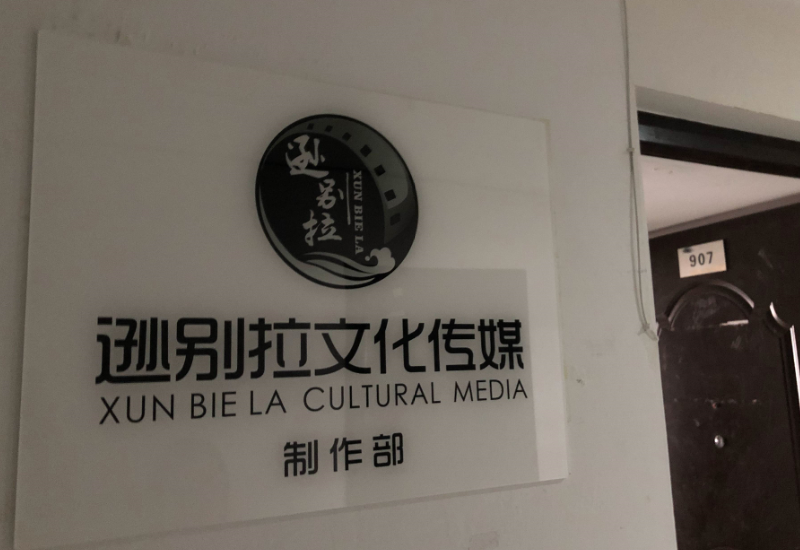 逊别拉
XUN BIE LA
逊别拉文化传媒
XUN BIE LA CULTURAL MEDIA
制作部
907